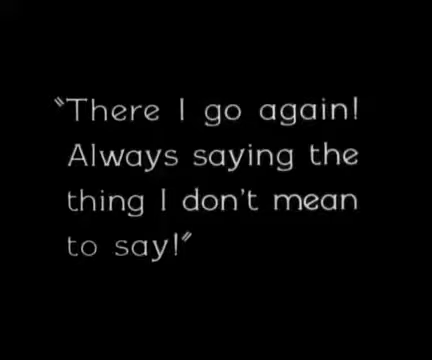 "There I go again!
Always saying the
thing I don't mean
to say!"